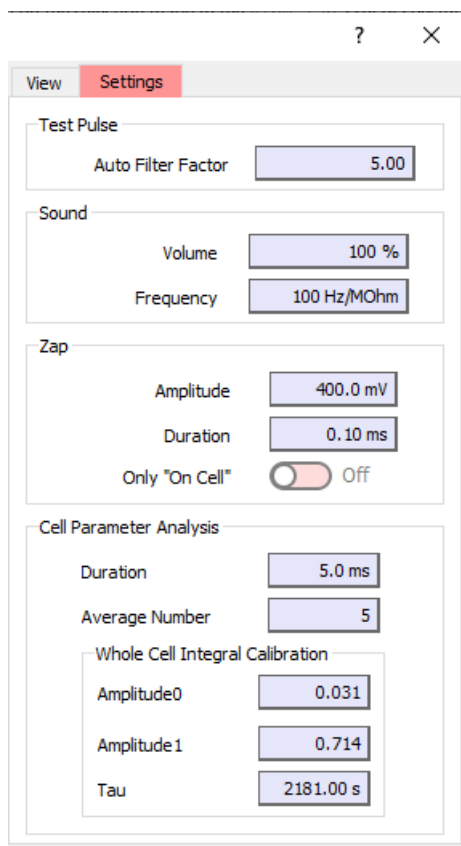 ?
View Settings
Test Pulse
Auto Filter Factor 5.00
Sound
Volume 100 %
Frequency 100 Hz/MOhm
Zap
Amplitude 400.0 mV
Duration 0.10 ms
Only "On Cell" Off
Cell Parameter Analysis
Duration 5.0 ms
Average Number 5
Whole Cell Integral Calibration
Amplitude0 0.031
Amplitude1 0.714
Tau 2181.00 s